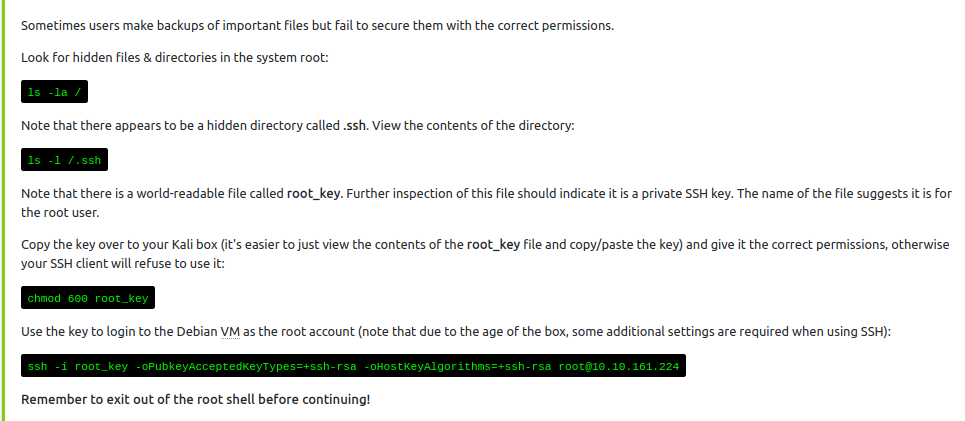 Sometimes users make backups of important files but fail to secure them with the correct permissions.
Look for hidden files & directories in the system root:
ls -la /
Note that there appears to be a hidden directory called .ssh. View the contents of the directory:
ls -l /.ssh
Note that there is a world-readable file called root_key. Further inspection of this file should indicate it is a private SSH key. The name of the file suggests it is for
the root user.
Copy the key over to your Kali box (it's easier to just view the contents of the root_key file and copy/paste the key) and give it the correct permissions, otherwise
your SSH client will refuse to use it:
chmod 600 root_key
Use the key to login to the Debian VM as the root account (note that due to the age of the box, some additional settings are required when using SSH):
ssh -i root_key -oPubkeyAcceptedKeyTypes=+ssh-rsa -oHostKeyAlgorithms=+ssh-rsa root@10.10.161.224
Remember to exit out of the root shell before continuing!